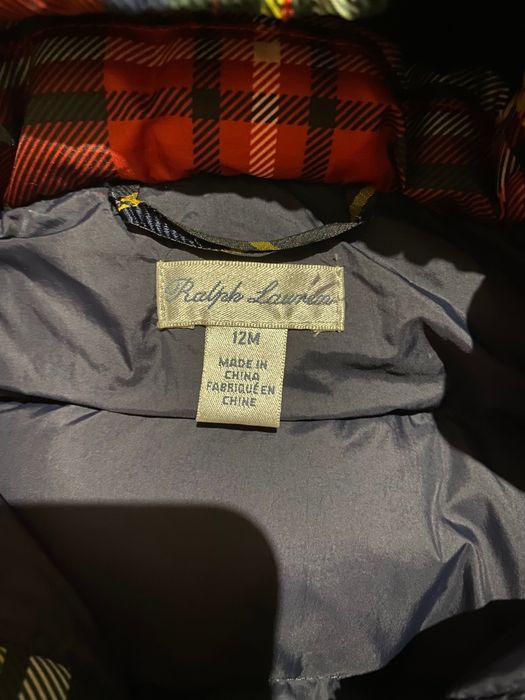 Ralph Lauren
12M
MADE IN
CHINA
FABRIQUÉ EN
CHINE